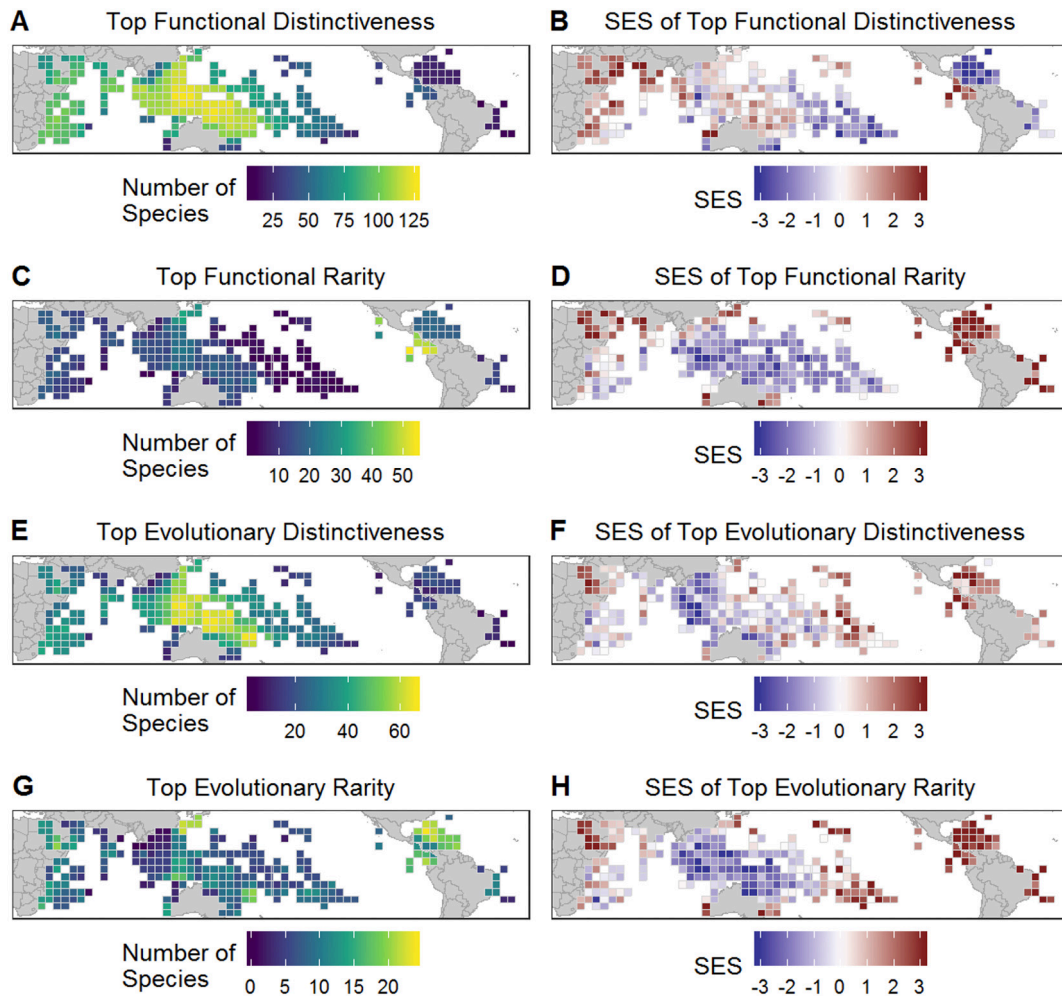 A Top Functional Distinctiveness
B SES of Top Functional Distinctiveness
Number of
Species
25 50 75 100 125
SES
-3 -2 -1 0 1 2 3
C Top Functional Rarity
D SES of Top Functional Rarity
Number of
Species
10 20 30 40 50
SES
-3 -2 -1 0 1 2 3
E Top Evolutionary Distinctiveness
F SES of Top Evolutionary Distinctiveness
Number of
Species
20 40 60
SES
-3 -2 -1 0 1 2 3
G Top Evolutionary Rarity
H SES of Top Evolutionary Rarity
Number of
Species
0 5 10 15 20
SES
-3 -2 -1 0 1 2 3